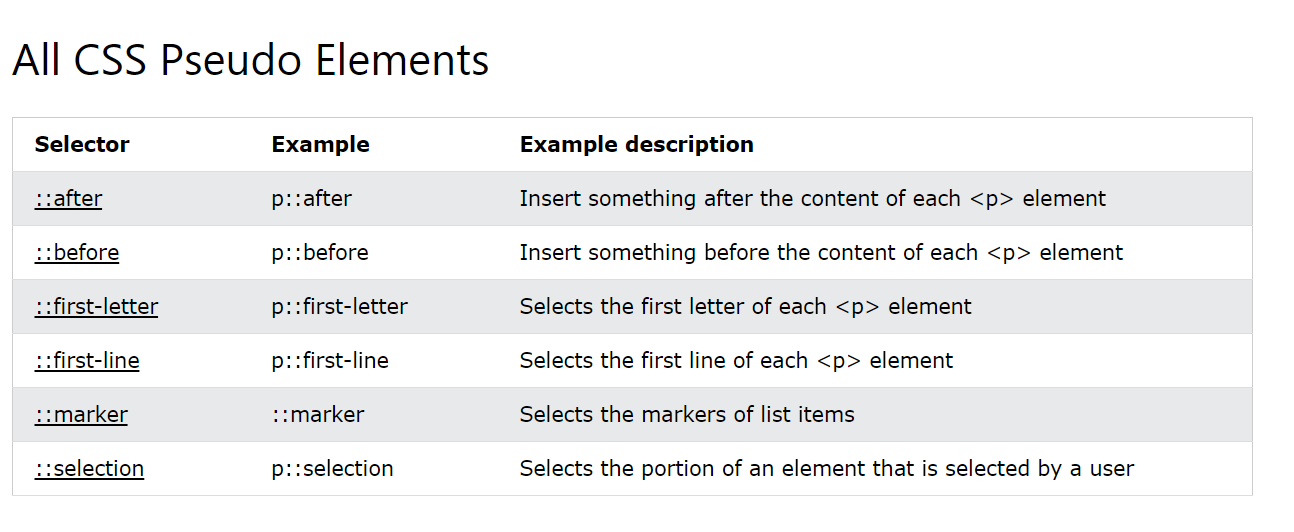 All CSS Pseudo Elements
Selector Example Example description
::after p::after Insert something after the content of each <p> element
::before p::before Insert something before the content of each <p> element
::first-letter p::first-letter Selects the first letter of each <p> element
::first-line p::first-line Selects the first line of each <p> element
::marker ::marker Selects the markers of list items
::selection p::selection Selects the portion of an element that is selected by a user